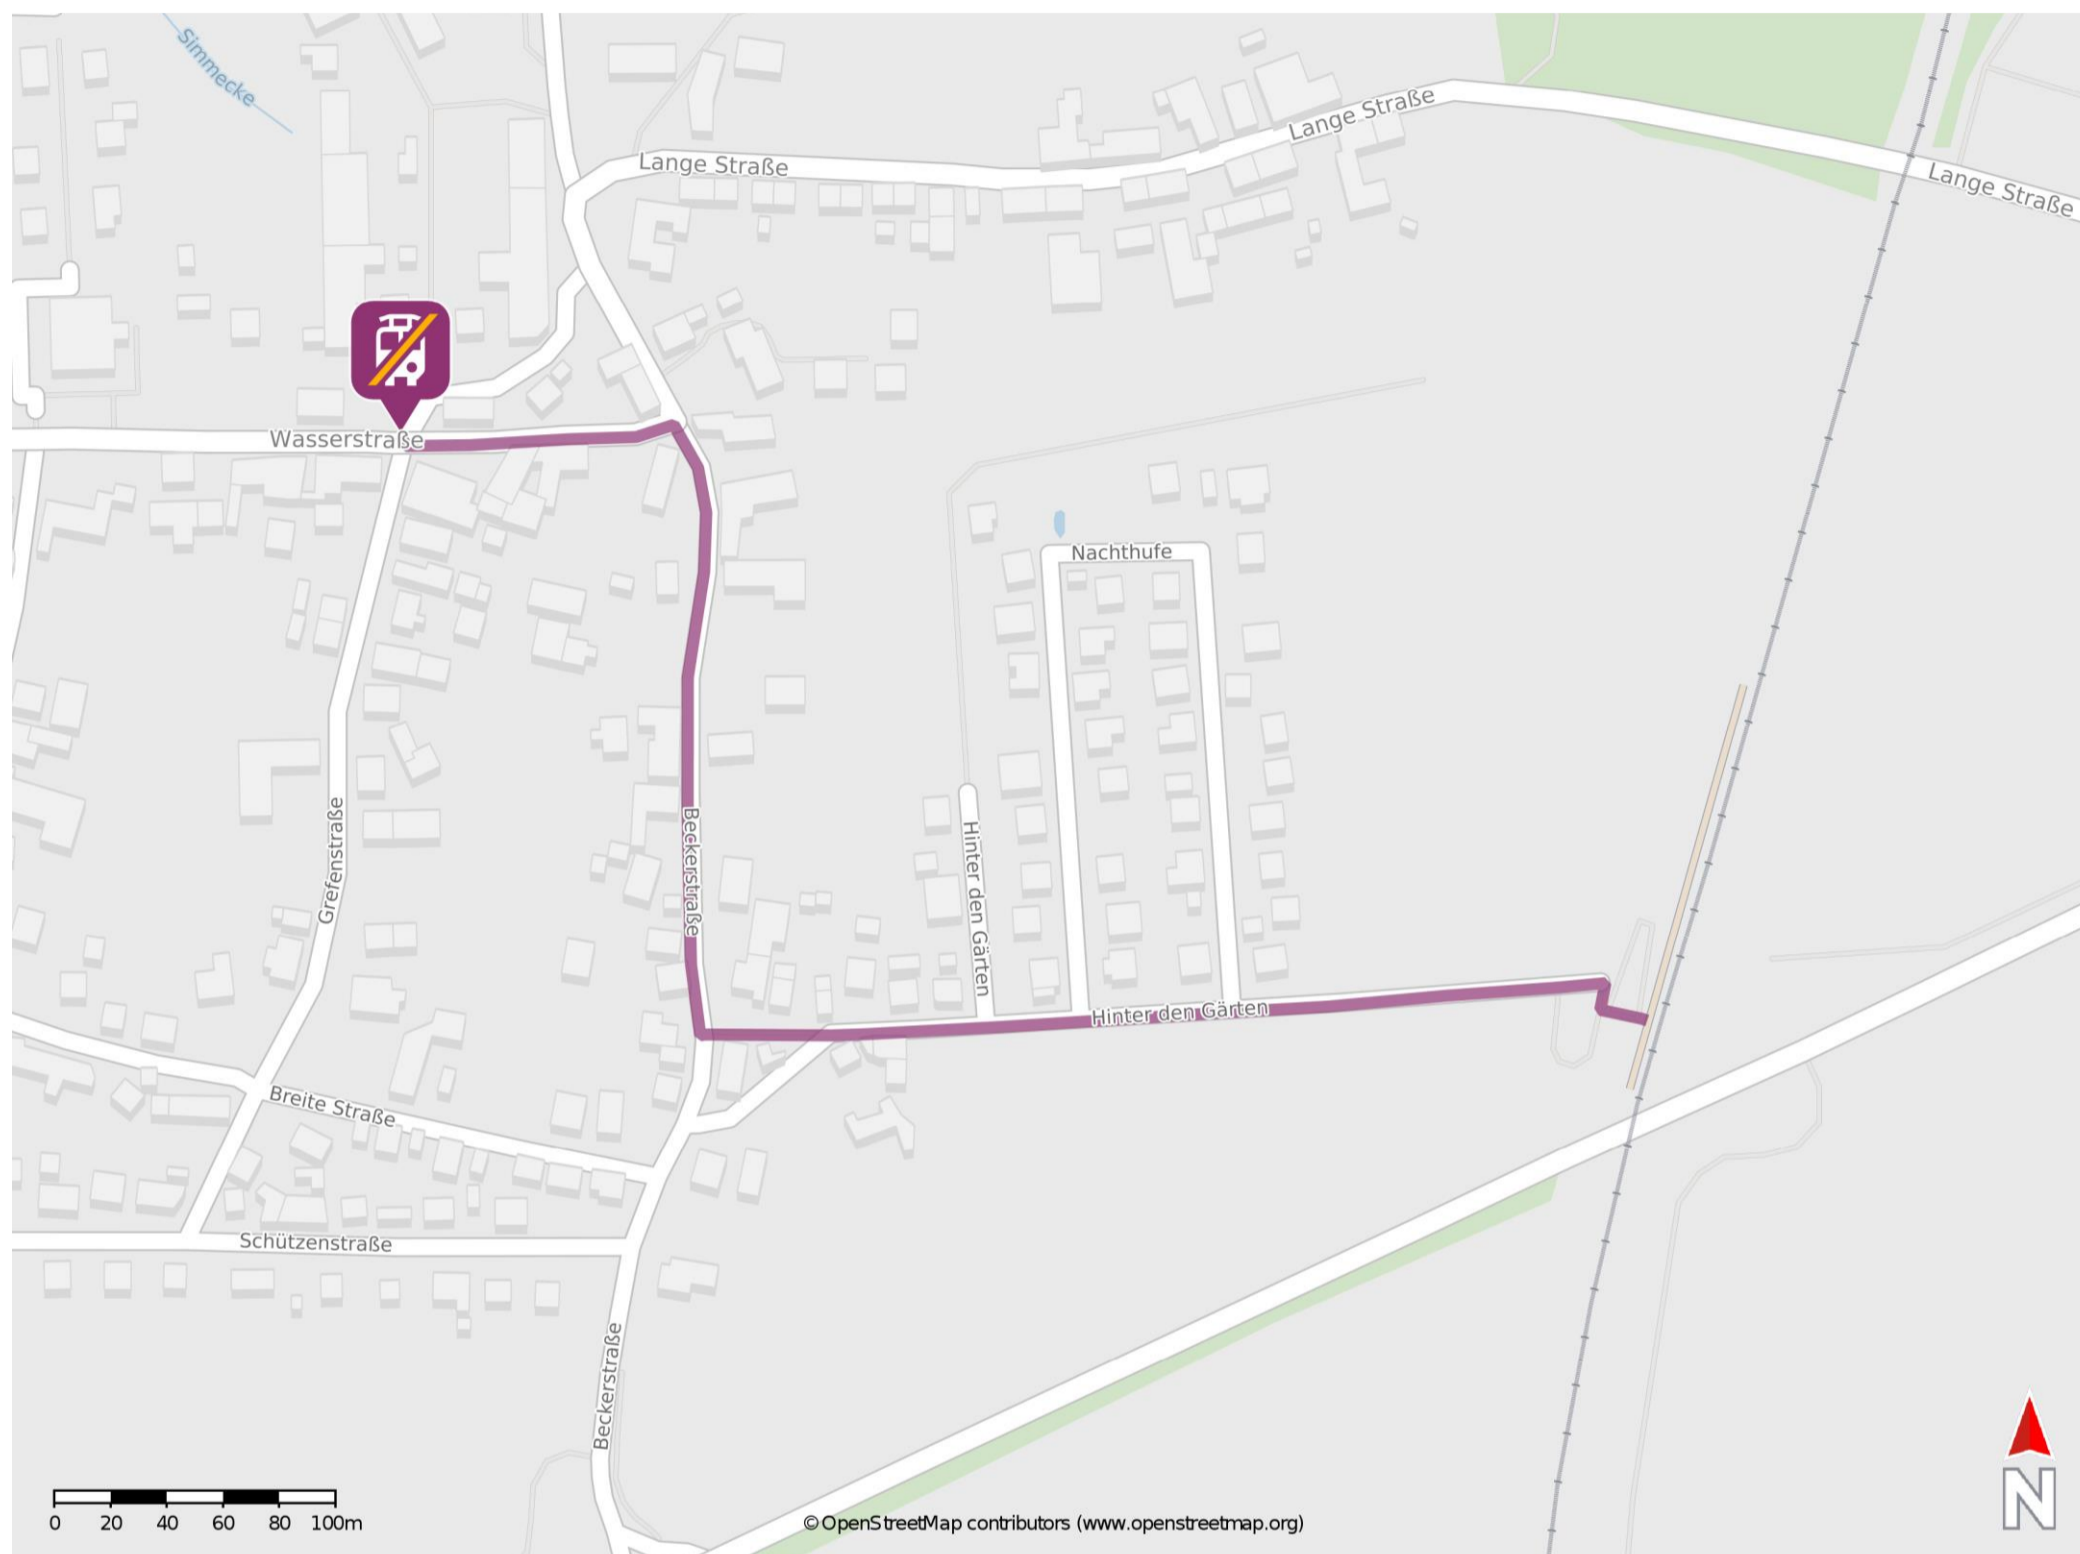 Simmecke
Lange Straße
Lange Straße
Lange Straße
Wasserstraße
Nachthufe
Grefenstraße
Beckerstraße
Hinter den Gärten
Hinter den Gärten
Breite Straße
Schützenstraße
Beckerstraße
N
0 20 40 60 80 100m
© OpenStreetMap contributors (www.openstreetmap.org)